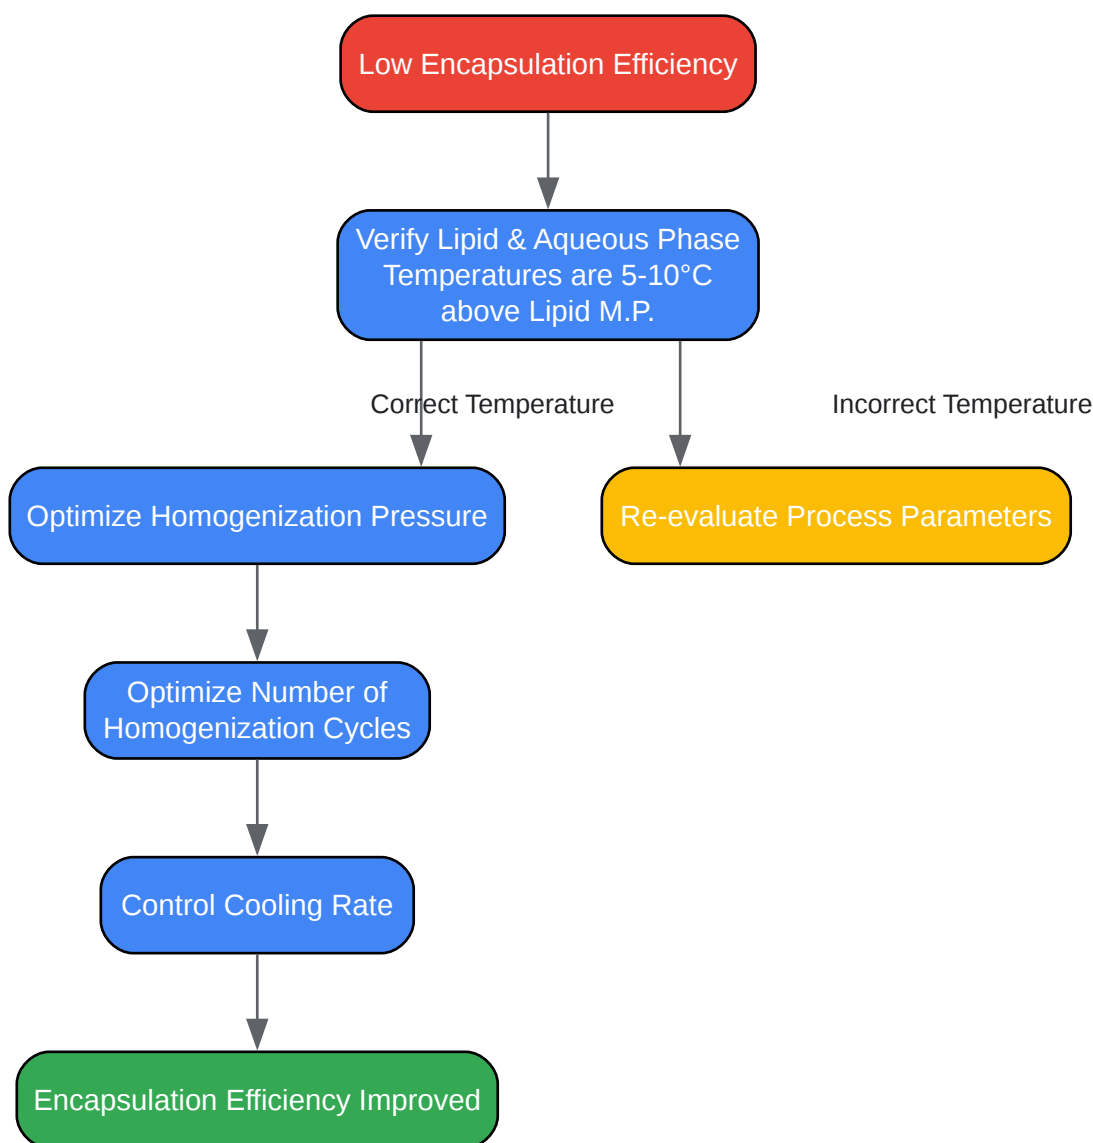 Low Encapsulation Efficiency
Verify Lipid & Aqueous Phase
Temperatures are 5-10°C
above Lipid M.P.
Correct Temperature
Incorrect Temperature
Optimize Homogenization Pressure
Re-evaluate Process Parameters
Optimize Number of
Homogenization Cycles
Control Cooling Rate
Encapsulation Efficiency Improved